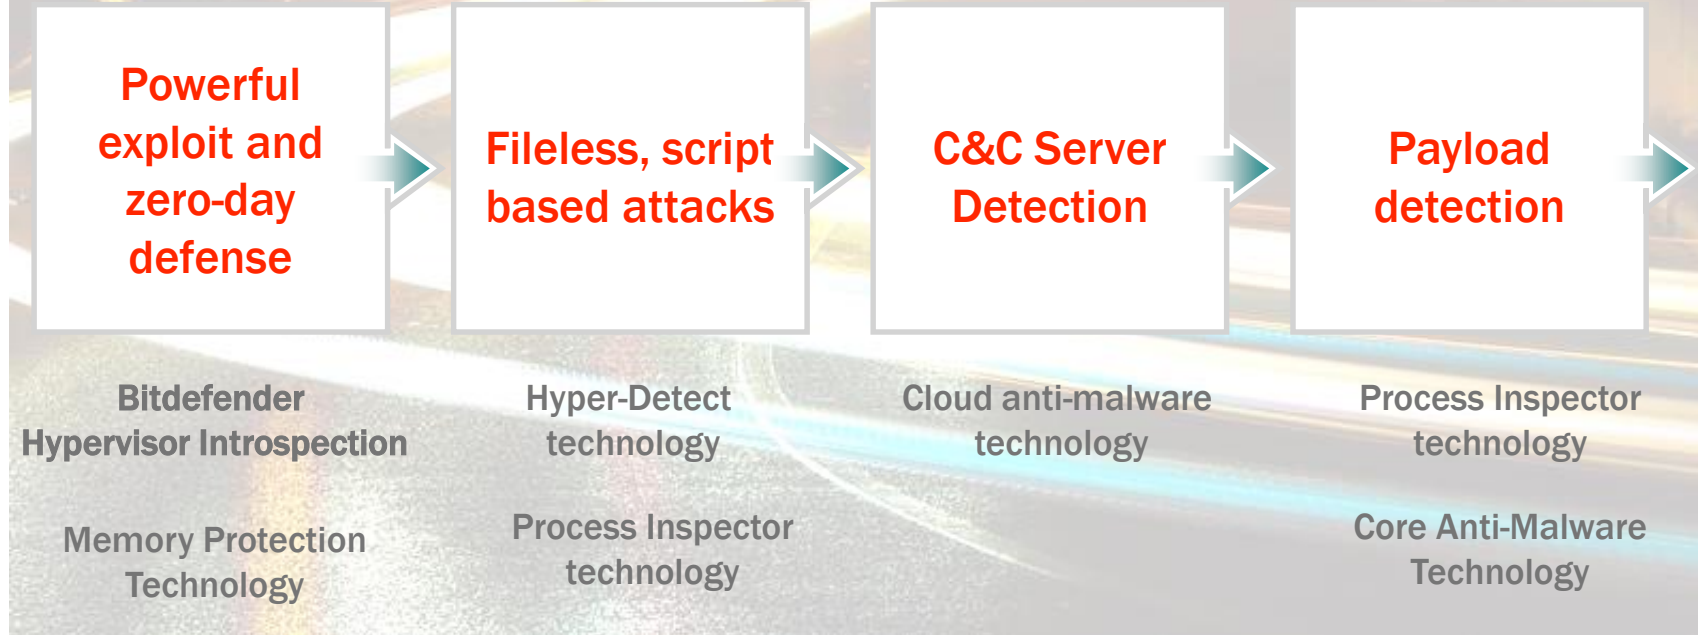 Powerful
exploit and
zero-day
defense
Fileless, script
based attacks
C&C Server
Detection
Payload
detection
Bitdefender
Hypervisor Introspection
Memory Protection
Technology
Hyper-Detect
technology
Process Inspector
technology
Cloud anti-malware
technology
Process Inspector
technology
Core Anti-Malware
Technology